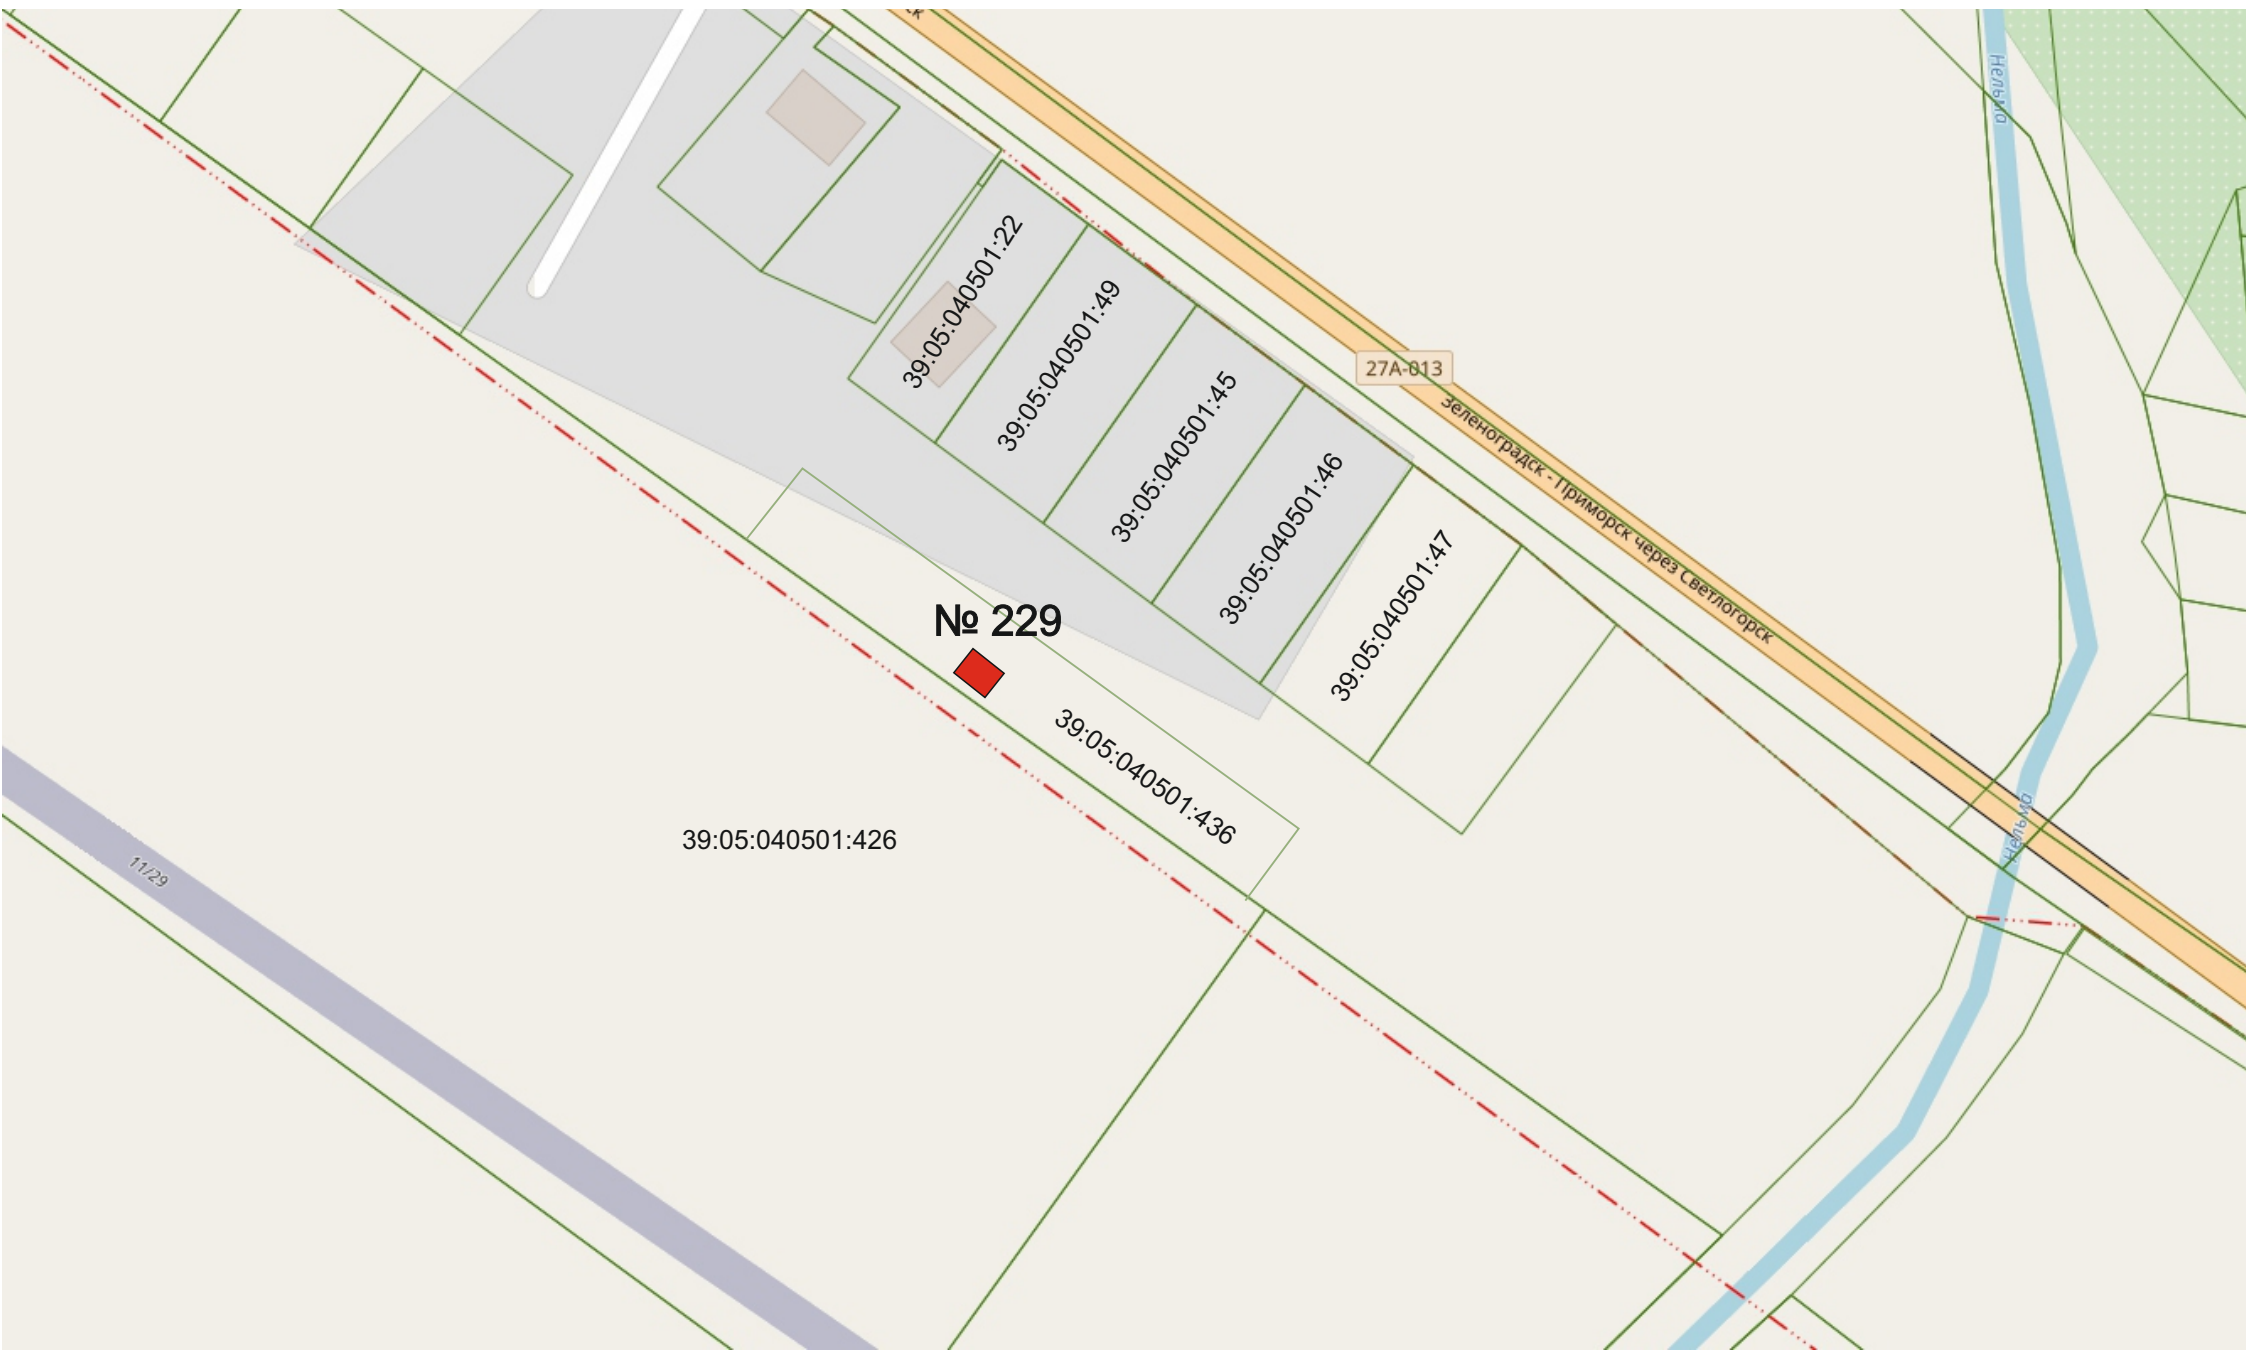 ск
Нельма
39:05:040501:22
39:05:040501:49
27А-013
39:05:040501:45
Зеленоградск - Приморск через Светлогорск
39:05:040501:46
39:05:040501:47
№ 229
39:05:040501:436
39:05:040501:426
Нельма
11/29